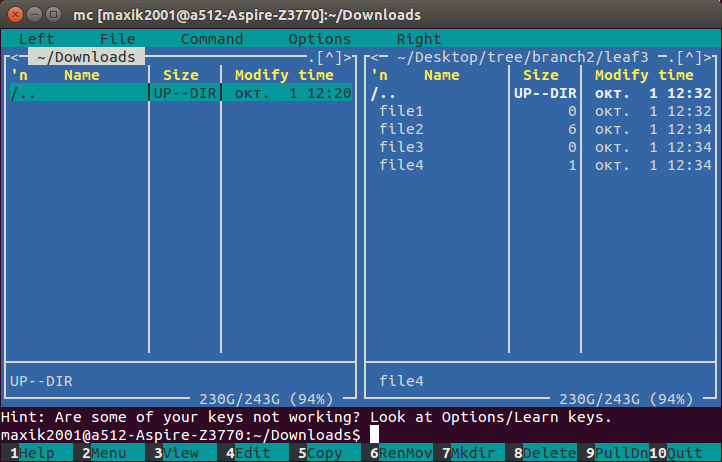 mc [maxik2001@a512-Aspire-Z3770]:~/Downloads
Left File Command Options Right
<─ ~/Downloads ─.[^]>
'n Name Size Modify time
/.. UP--DIR окт. 1 12:20
UP--DIR
230G/243G (94%)
<─ ~/Desktop/tree/branch2/leaf3 ─.[^]>
'n Name Size Modify time
/.. UP--DIR окт. 1 12:32
file1 0 окт. 1 12:32
file2 6 окт. 1 12:34
file3 0 окт. 1 12:34
file4 1 окт. 1 12:34
file4
230G/243G (94%)
Hint: Are some of your keys not working? Look at Options/Learn keys.
maxik2001@a512-Aspire-Z3770:~/Downloads$
1Help 2Menu 3View 4Edit 5Copy 6RenMov 7Mkdir 8Delete 9PullDn 10Quit